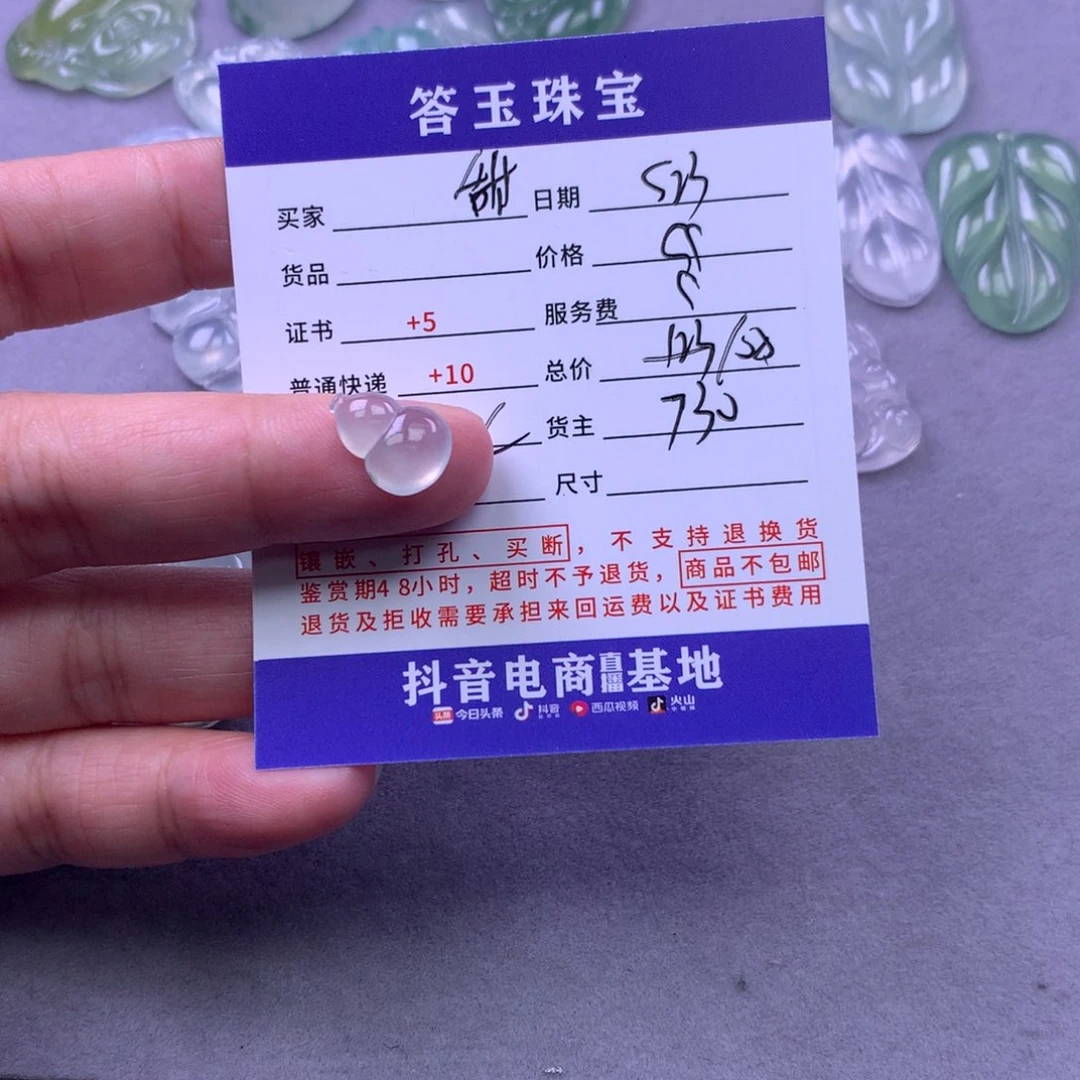 答玉珠宝
买家 甜 日期 523
货品 价格
证书 +5 服务费
普通快递 +10 总价
货主 730
尺寸
镶嵌、打孔、买断，不支持退换货
鉴赏期48小时，超时不予退货，商品不包邮
退货及拒收需要承担来回运费以及证书费用
抖音电商直播基地
今日头条 抖音 西瓜视频 火山